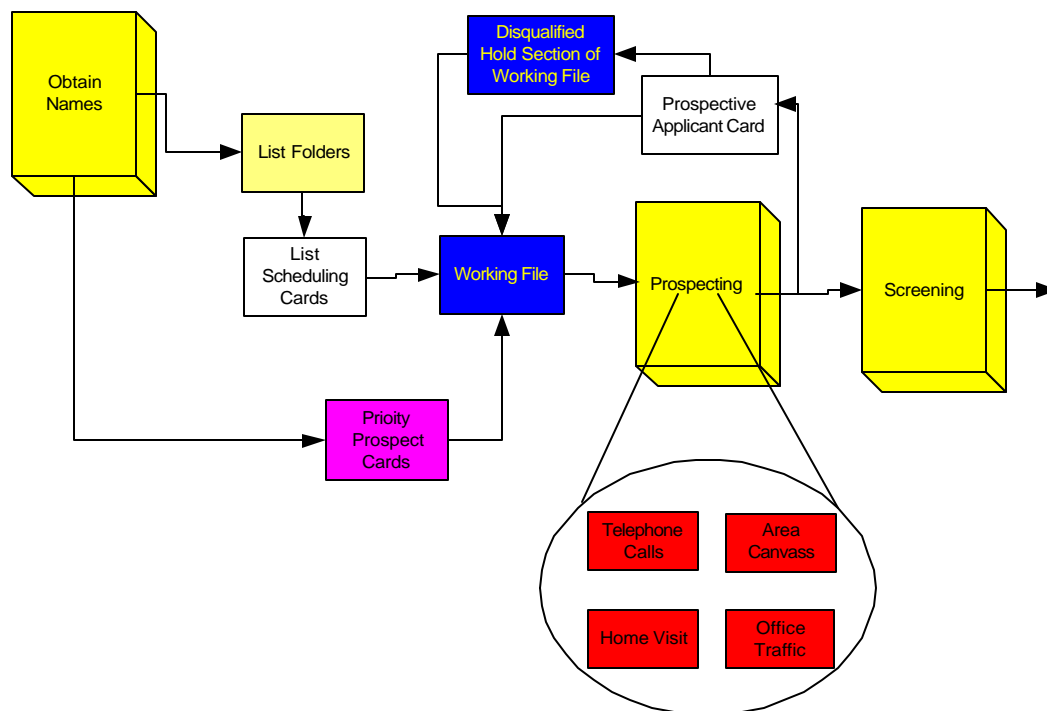 Obtain
Names
List Folders
List
Scheduling
Cards
Disqualified
Hold Section of
Working File
Prospective
Applicant Card
Working File
Prospecting
Screening
Prioity
Prospect
Cards
Telephone
Calls
Area
Canvass
Home Visit
Office
Traffic